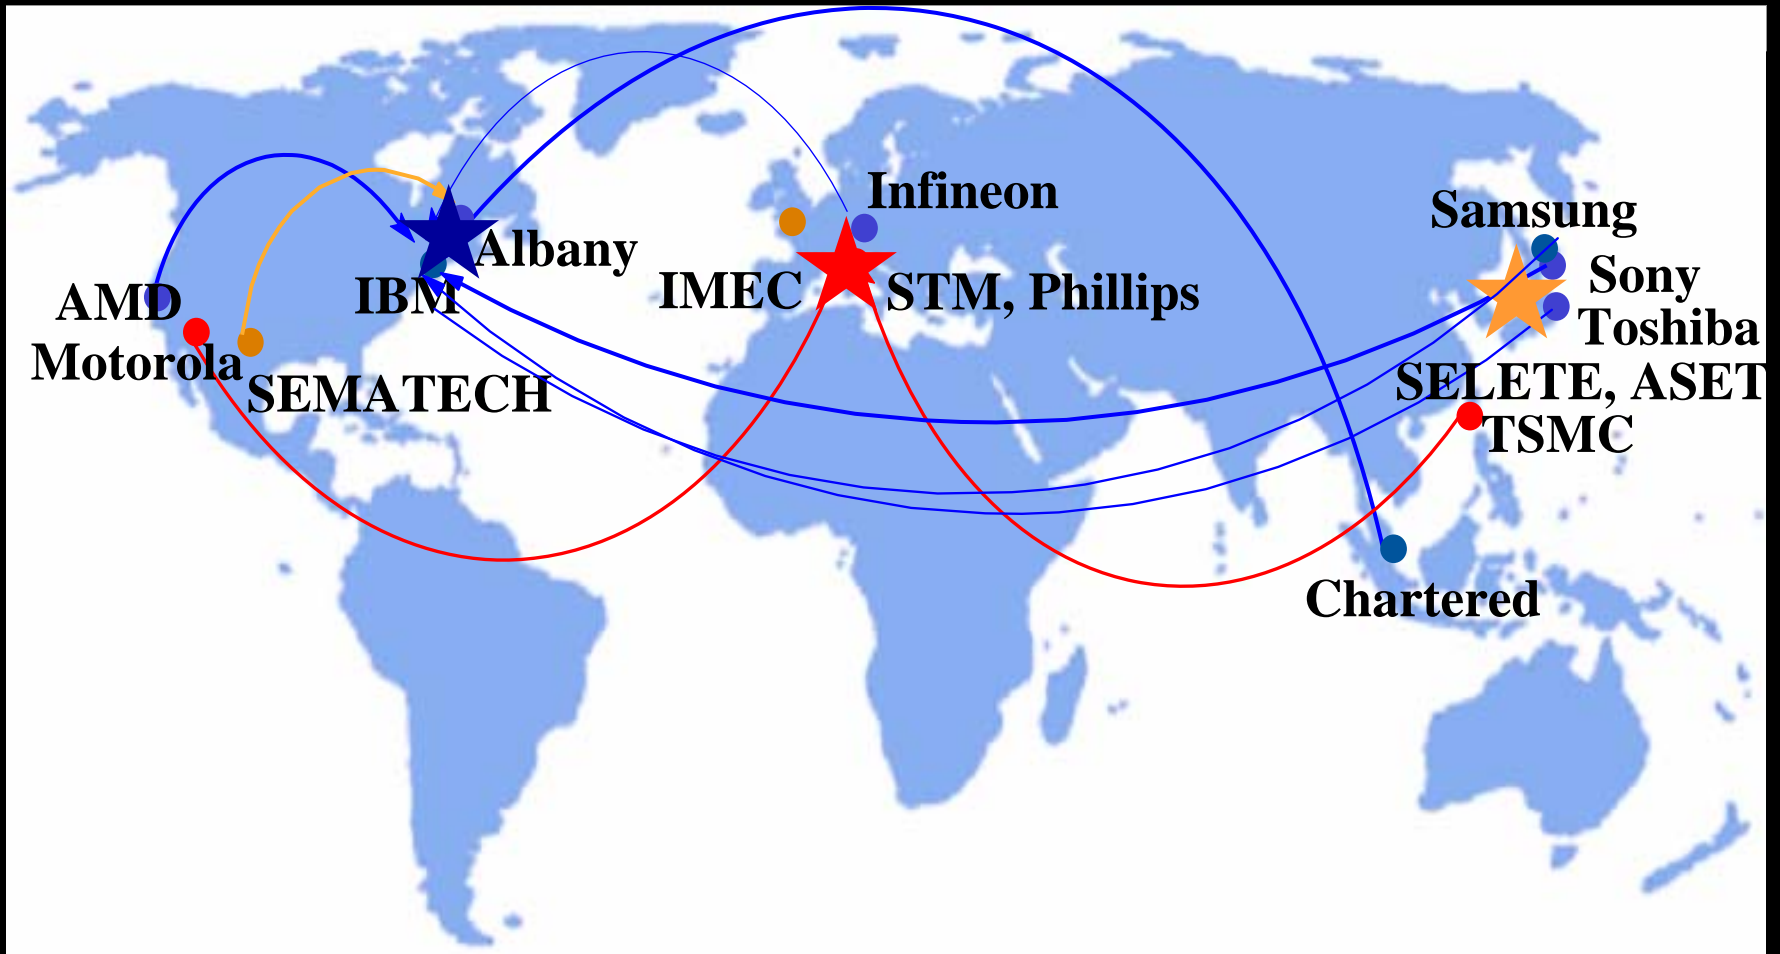 Infineon
Samsung
Albany
Sony
AMD
IBM
IMEC
STM, Phillips
Toshiba
Motorola
SEMATECH
SELETE, ASET
TSMC
Chartered